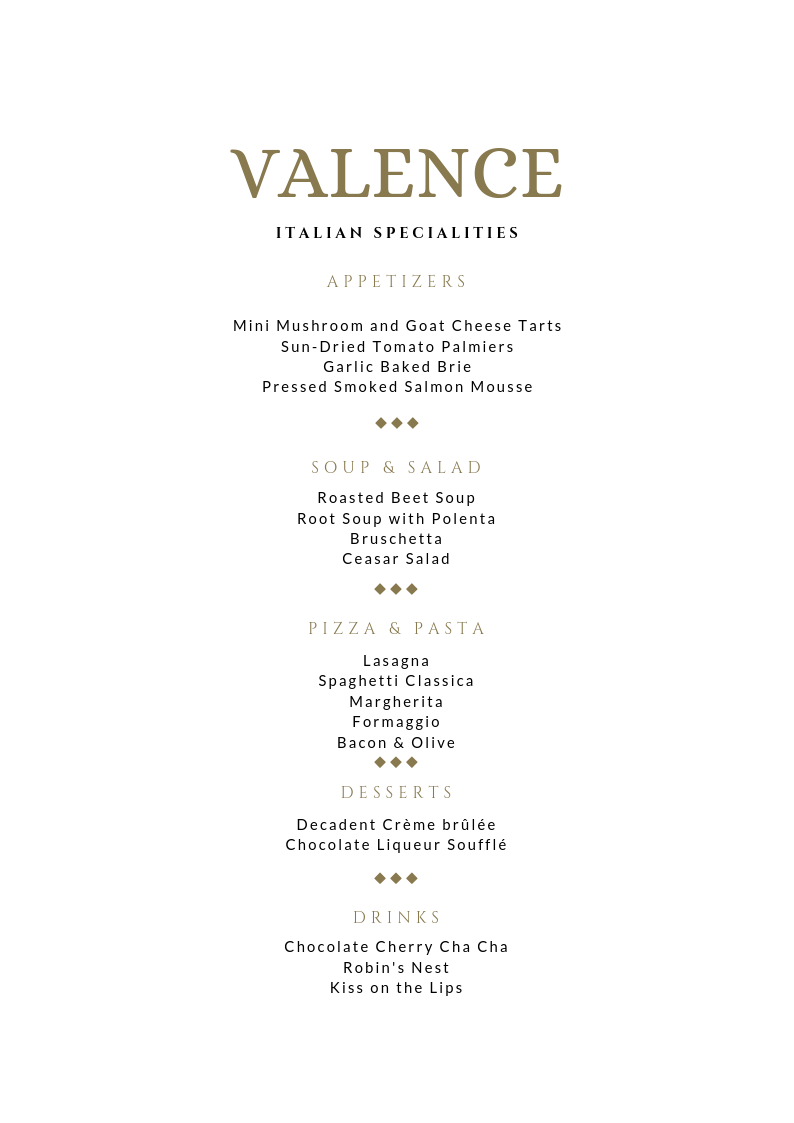 VALENCE
ITALIAN SPECIALITIES
APPETIZERS
Mini Mushroom and Goat Cheese Tarts
Sun-Dried Tomato Palmiers
Garlic Baked Brie
Pressed Smoked Salmon Mousse
SOUP & SALAD
Roasted Beet Soup
Root Soup with Polenta
Bruschetta
Ceasar Salad
PIZZA & PASTA
Lasagna
Spaghetti Classica
Margherita
Formaggio
Bacon & Olive
DESSERTS
Decadent Crème brûlée
Chocolate Liqueur Soufflé
DRINKS
Chocolate Cherry Cha Cha
Robin's Nest
Kiss on the Lips